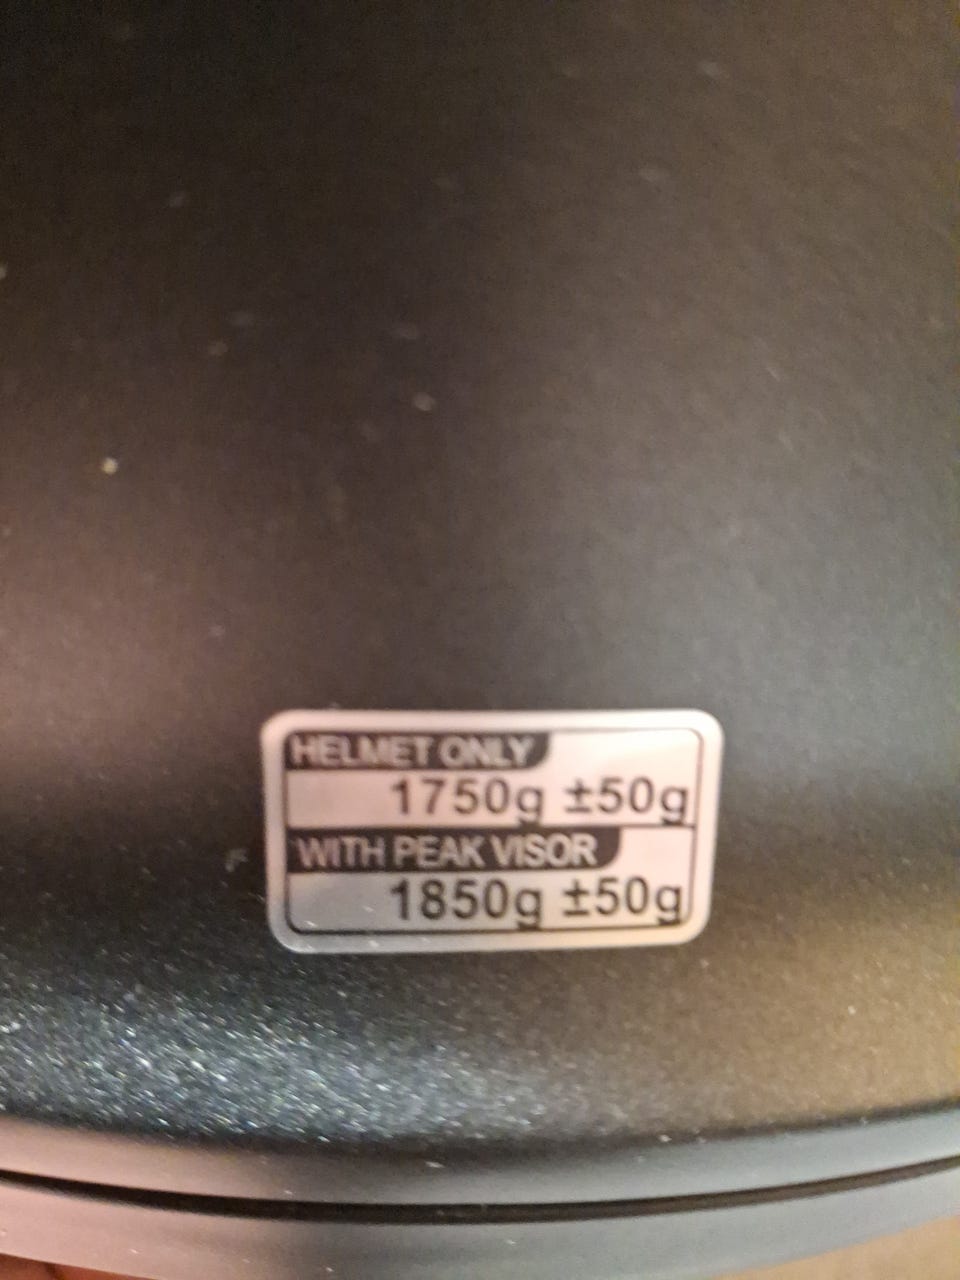 HELMET ONLY
1750g ±50g
WITH PEAK VISOR
1850g ±50g